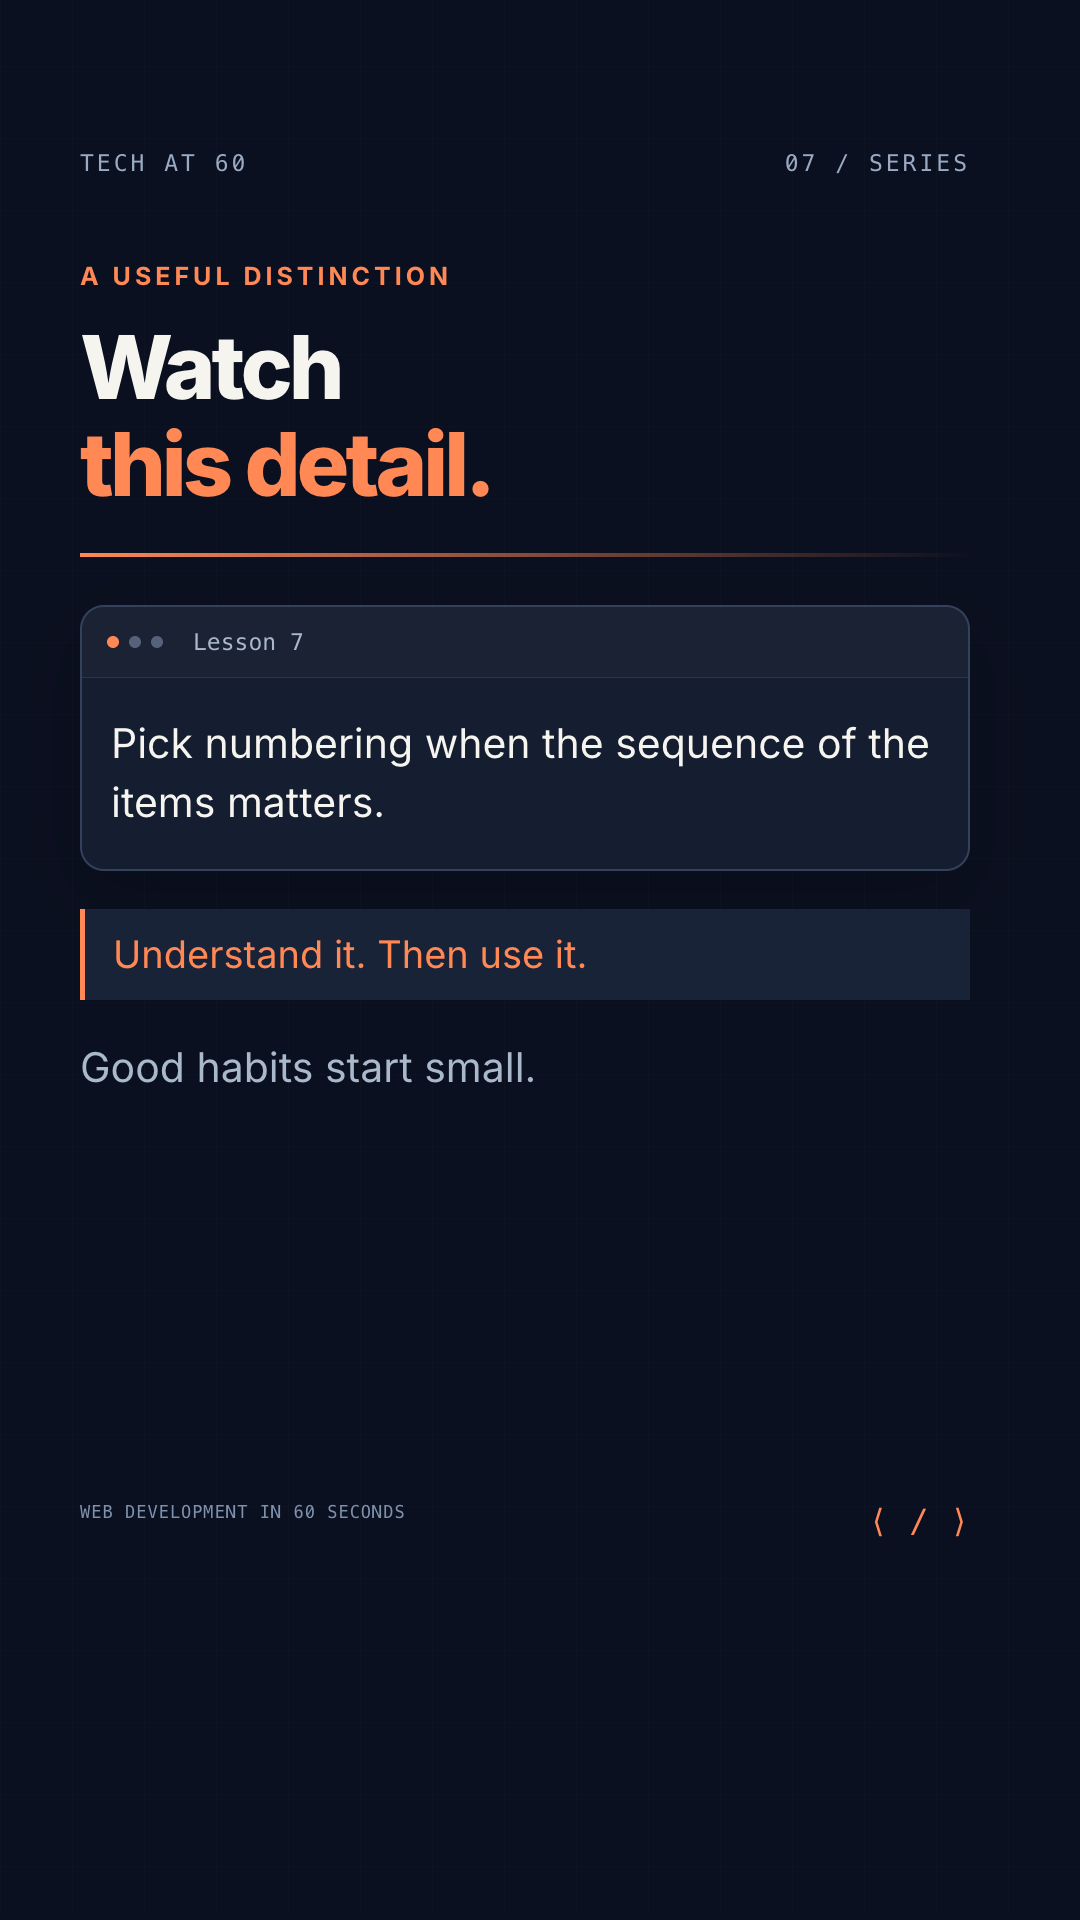 TECH AT 60
07 / SERIES
A USEFUL DISTINCTION
Watch
this detail.
Lesson 7
Pick numbering when the sequence of the
items matters.
Understand it. Then use it.
Good habits start small.
WEB DEVELOPMENT IN 60 SECONDS
⟨ / ⟩